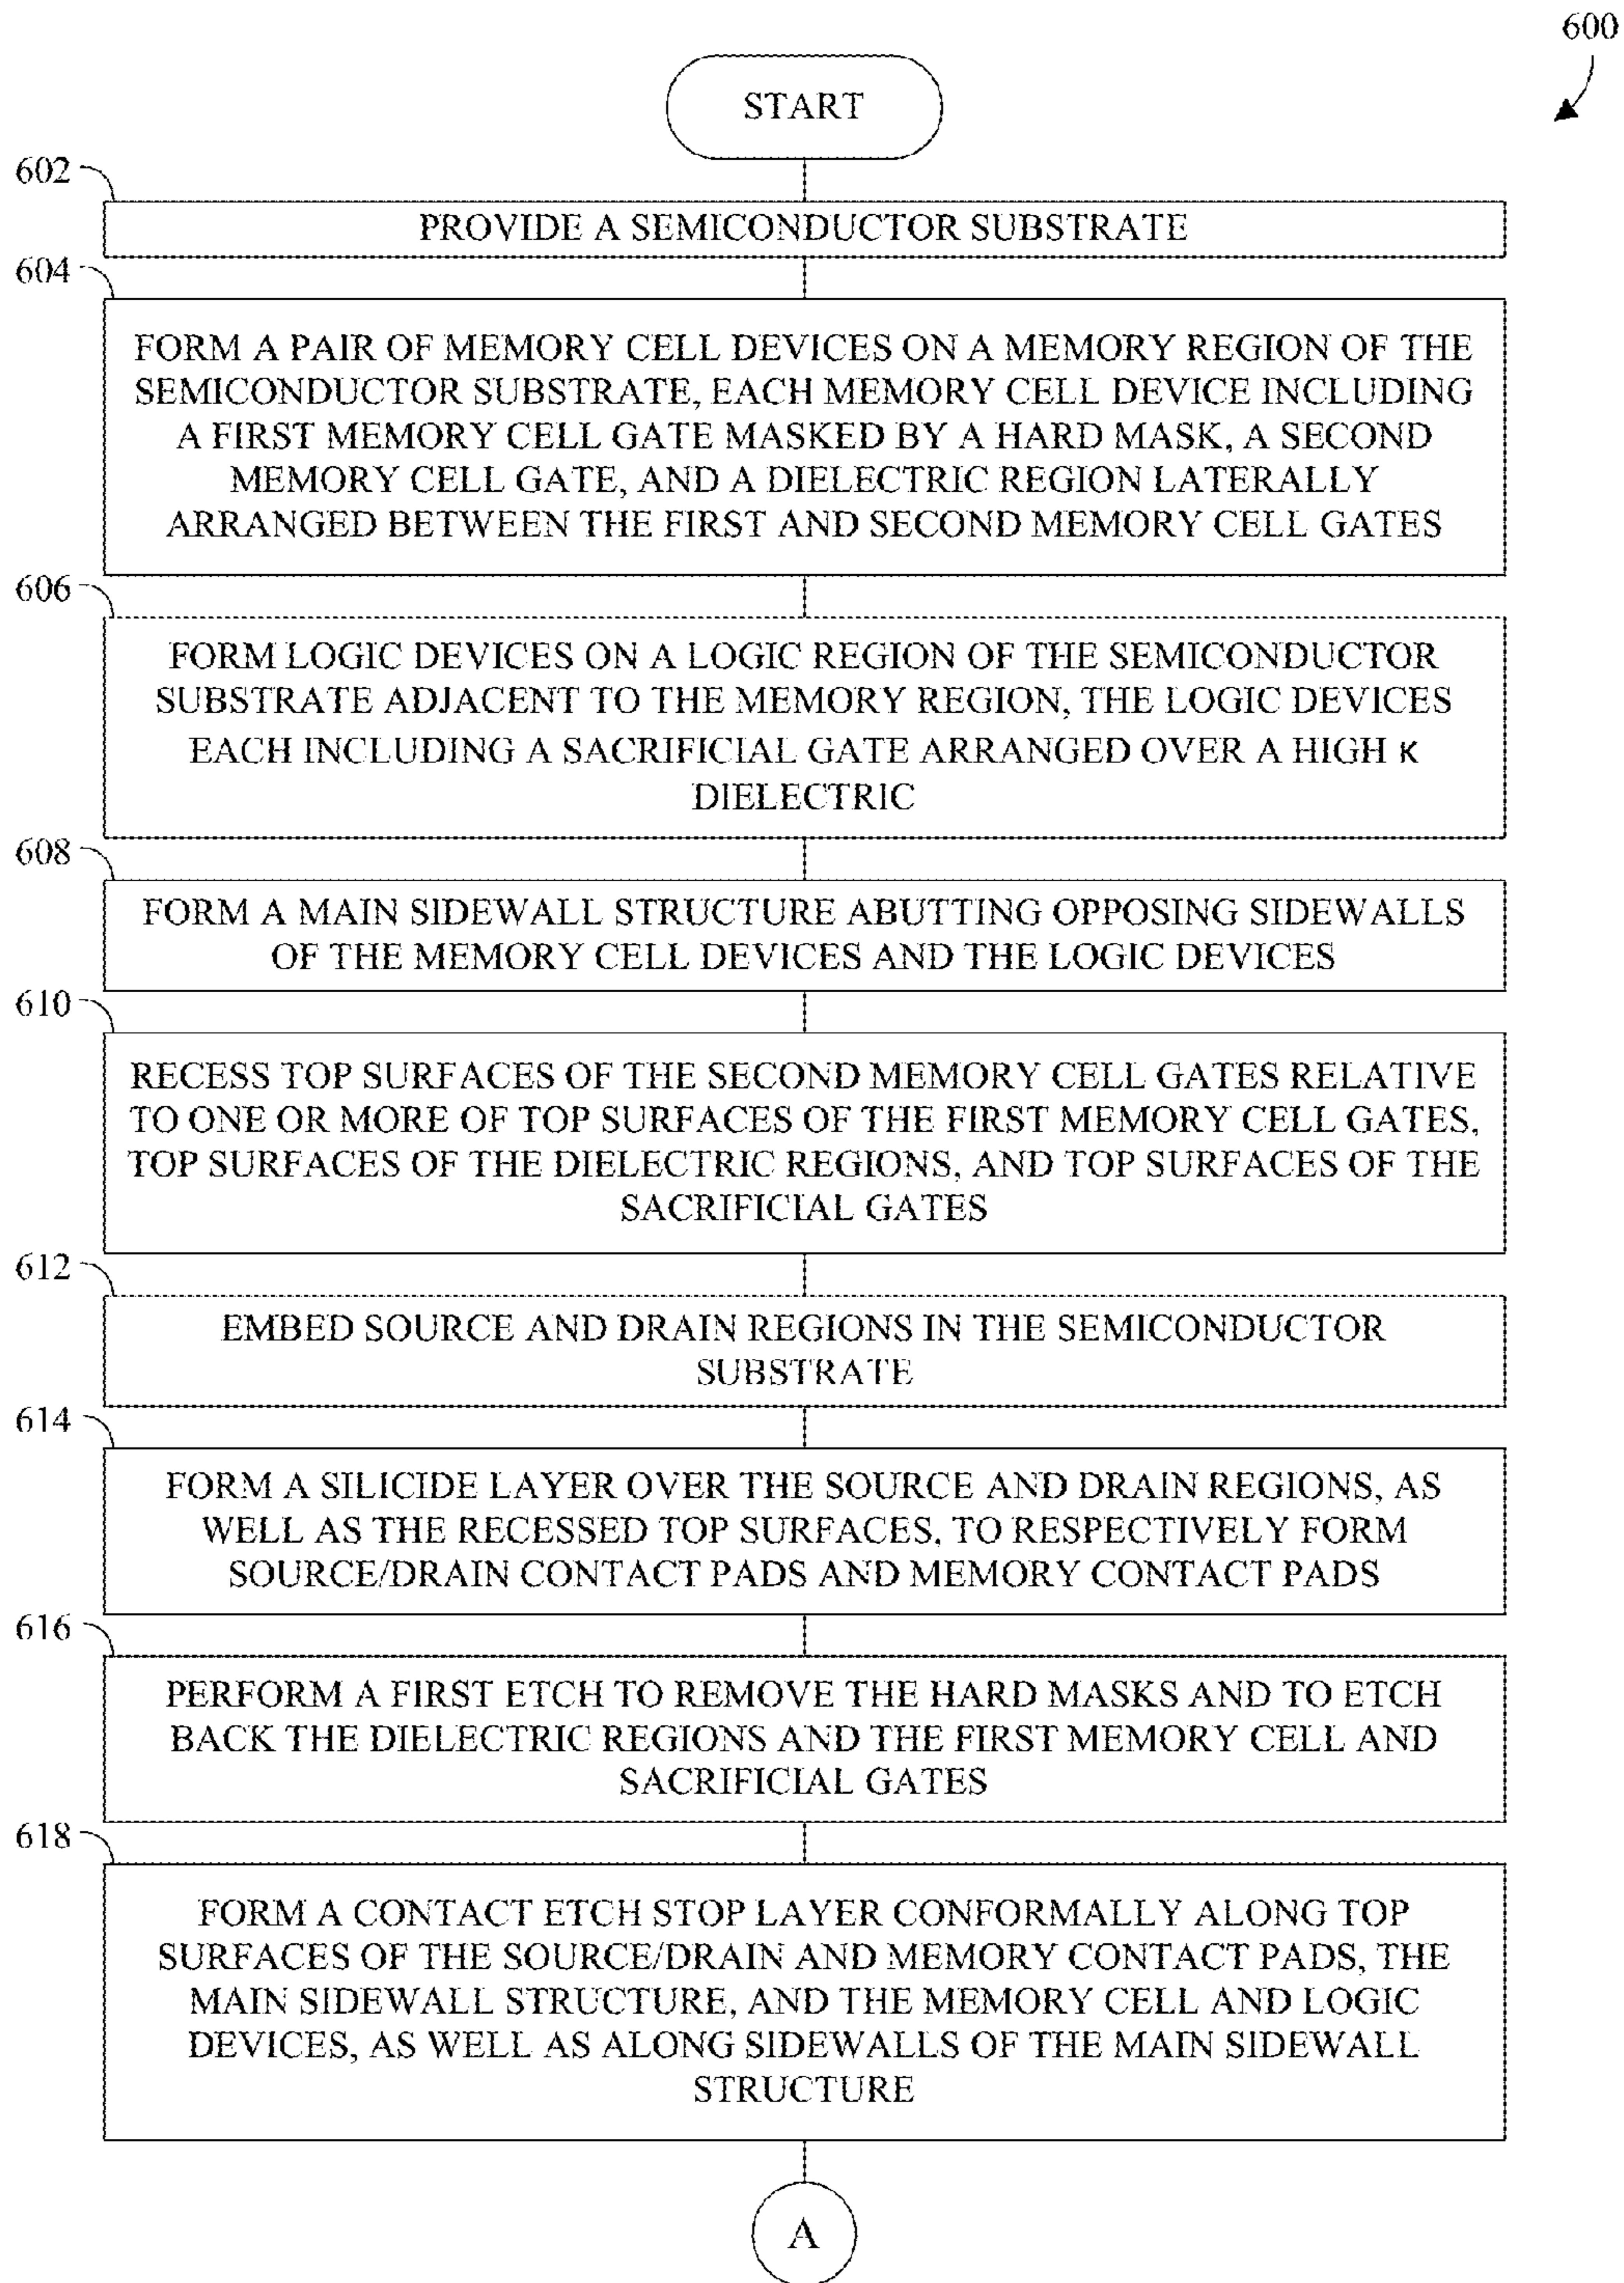 600
START
602
PROVIDE A SEMICONDUCTOR SUBSTRATE
604
FORM A PAIR OF MEMORY CELL DEVICES ON A MEMORY REGION OF THE
SEMICONDUCTOR SUBSTRATE, EACH MEMORY CELL DEVICE INCLUDING
A FIRST MEMORY CELL GATE MASKED BY A HARD MASK, A SECOND
MEMORY CELL GATE, AND A DIELECTRIC REGION LATERALLY
ARRANGED BETWEEN THE FIRST AND SECOND MEMORY CELL GATES
606
FORM LOGIC DEVICES ON A LOGIC REGION OF THE SEMICONDUCTOR
SUBSTRATE ADJACENT TO THE MEMORY REGION, THE LOGIC DEVICES
EACH INCLUDING A SACRIFICIAL GATE ARRANGED OVER A HIGH κ
DIELECTRIC
608
FORM A MAIN SIDEWALL STRUCTURE ABUTTING OPPOSING SIDEWALLS
OF THE MEMORY CELL DEVICES AND THE LOGIC DEVICES
610
RECESS TOP SURFACES OF THE SECOND MEMORY CELL GATES RELATIVE
TO ONE OR MORE OF TOP SURFACES OF THE FIRST MEMORY CELL GATES,
TOP SURFACES OF THE DIELECTRIC REGIONS, AND TOP SURFACES OF THE
SACRIFICIAL GATES
612
EMBED SOURCE AND DRAIN REGIONS IN THE SEMICONDUCTOR
SUBSTRATE
614
FORM A SILICIDE LAYER OVER THE SOURCE AND DRAIN REGIONS, AS
WELL AS THE RECESSED TOP SURFACES, TO RESPECTIVELY FORM
SOURCE/DRAIN CONTACT PADS AND MEMORY CONTACT PADS
616
PERFORM A FIRST ETCH TO REMOVE THE HARD MASKS AND TO ETCH
BACK THE DIELECTRIC REGIONS AND THE FIRST MEMORY CELL AND
SACRIFICIAL GATES
618
FORM A CONTACT ETCH STOP LAYER CONFORMALLY ALONG TOP
SURFACES OF THE SOURCE/DRAIN AND MEMORY CONTACT PADS, THE
MAIN SIDEWALL STRUCTURE, AND THE MEMORY CELL AND LOGIC
DEVICES, AS WELL AS ALONG SIDEWALLS OF THE MAIN SIDEWALL
STRUCTURE
A